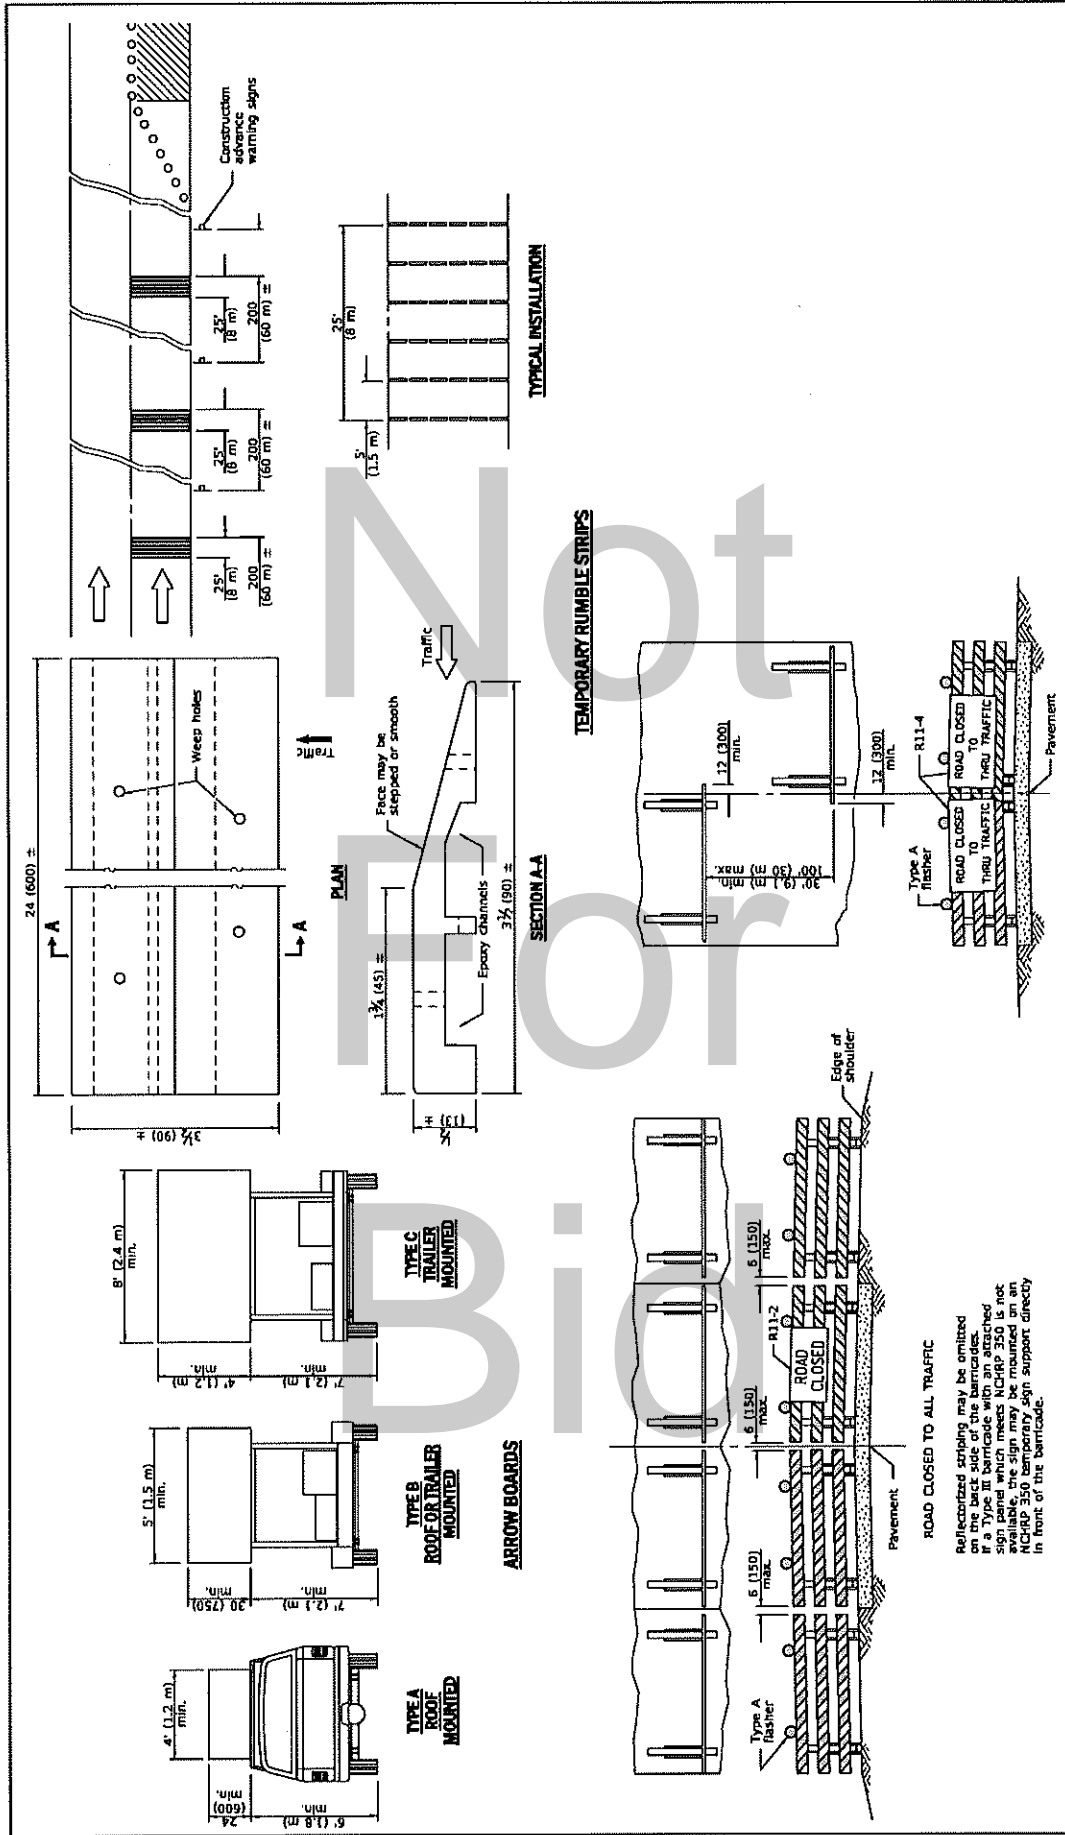 4' (1.2 m)
min.
24
(600)
min.
6' (1.8 m)
min.
TYPE A
ROOF
MOUNTED
5' (1.5 m)
min.
30 (750)
min.
7' (2.1 m)
min.
TYPE B
ROOF OR TRAILER
MOUNTED
8' (2.4 m)
min.
4' (1.2 m)
min.
7' (2.1 m)
min.
TYPE C
TRAILER
MOUNTED
ARROW BOARDS
24 (600) ±
3½ (90) ±
A
A
Weep holes
Traffic
PLAN
Face may be
stepped or smooth
Traffic
1¾ (45) ±
½
(13) ±
Epoxy channels
3½ (90) ±
SECTION A-A
25'
(8 m)
200
(60 m) ±
25'
(8 m)
200
(60 m) ±
25'
(8 m)
200
(60 m) ±
Construction
advance
warning signs
25'
(8 m)
5'
(1.5 m)
TYPICAL INSTALLATION
TEMPORARY RUMBLE STRIPS
Type A
flasher
6 (150)
max.
6 (150)
max.
6 (150)
max.
R11-2
ROAD
CLOSED
Edge of
shoulder
Pavement
ROAD CLOSED TO ALL TRAFFIC
Reflectorized striping may be omitted
on the back side of the barricades.
If a Type III barricade with an attached
sign panel which meets NCHRP 350 is not
available, the sign may be mounted on an
NCHRP 350 temporary sign support directly
in front of the barricade.
30' (9.1 m) min.
100' (30 m) max.
12 (300)
min.
12 (300)
min.
Type A
flasher
R11-4
ROAD CLOSED
TO
THRU TRAFFIC
ROAD CLOSED
TO
THRU TRAFFIC
Pavement
Not
For
Bid